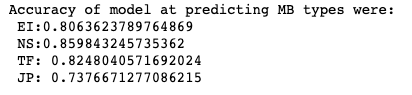 Accuracy of model at predicting MB types were:
EI:0.8063623789764869
NS:0.859843245735362
TF: 0.8248040571692024
JP: 0.7376671277086215